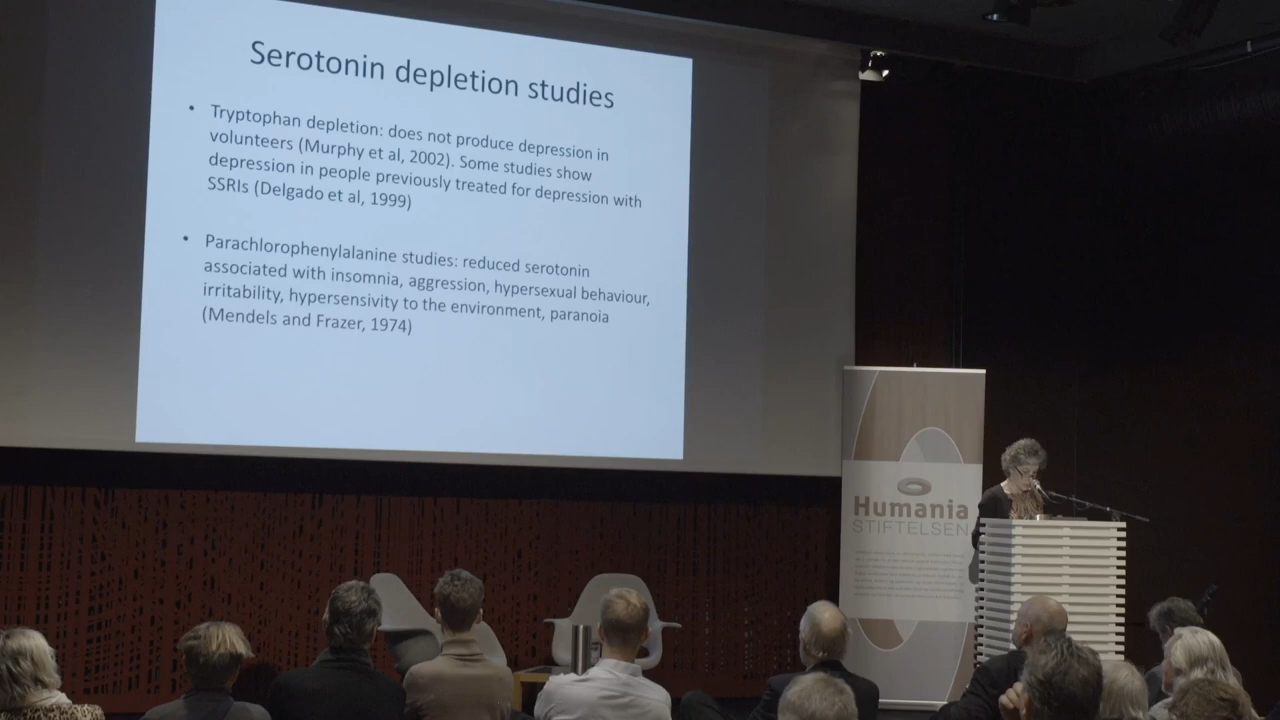 Serotonin depletion studies
• Tryptophan depletion: does not produce depression in
volunteers (Murphy et al, 2002). Some studies show
depression in people previously treated for depression with
SSRIs (Delgado et al, 1999)
• Parachlorophenylalanine studies: reduced serotonin
associated with insomnia, aggression, hypersexual behaviour,
irritability, hypersensivity to the environment, paranoia
(Mendels and Frazer, 1974)
Humania
STIFTELSEN